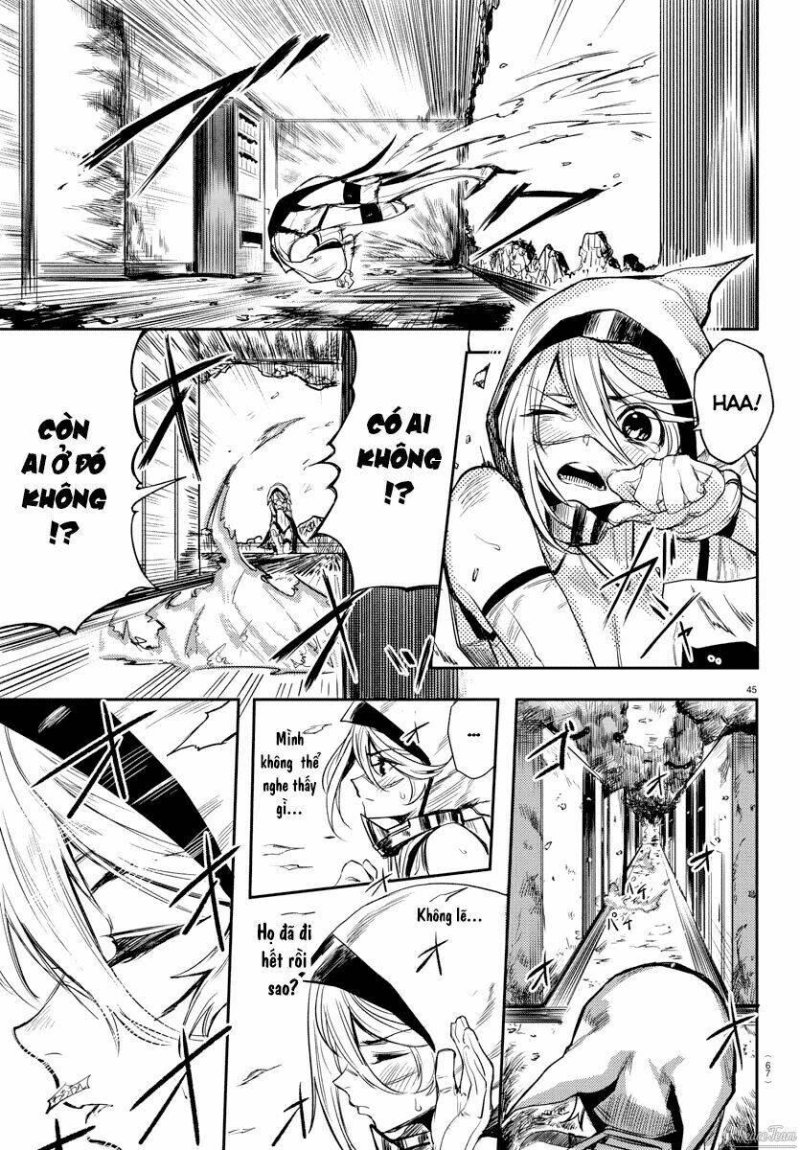 HAA!
CÓ AI
KHÔNG
!?
CÒN
AI Ở ĐÓ
KHÔNG
!?
45
...
Mình
không thể
nghe thấy
gì...
Không lẽ...
Họ đã đi
hết rồi
sao?
(67)